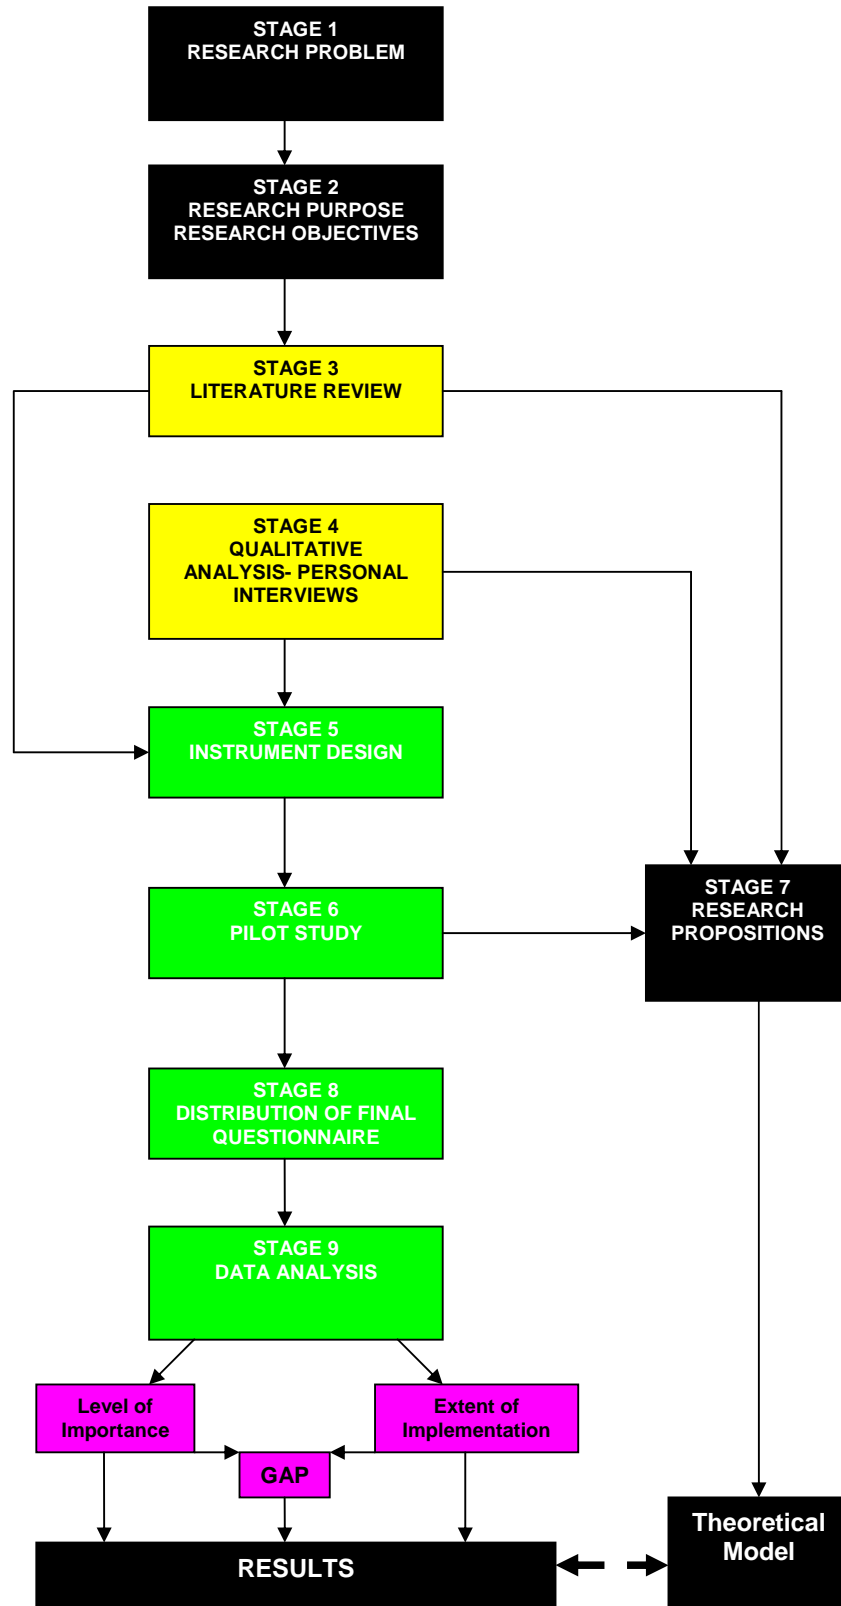 STAGE 1
RESEARCH PROBLEM
STAGE 2
RESEARCH PURPOSE
RESEARCH OBJECTIVES
STAGE 3
LITERATURE REVIEW
STAGE 4
QUALITATIVE
ANALYSIS- PERSONAL
INTERVIEWS
STAGE 5
INSTRUMENT DESIGN
STAGE 6
PILOT STUDY
STAGE 7
RESEARCH
PROPOSITIONS
STAGE 8
DISTRIBUTION OF FINAL
QUESTIONNAIRE
STAGE 9
DATA ANALYSIS
Level of
Importance
Extent of
Implementation
GAP
RESULTS
Theoretical
Model